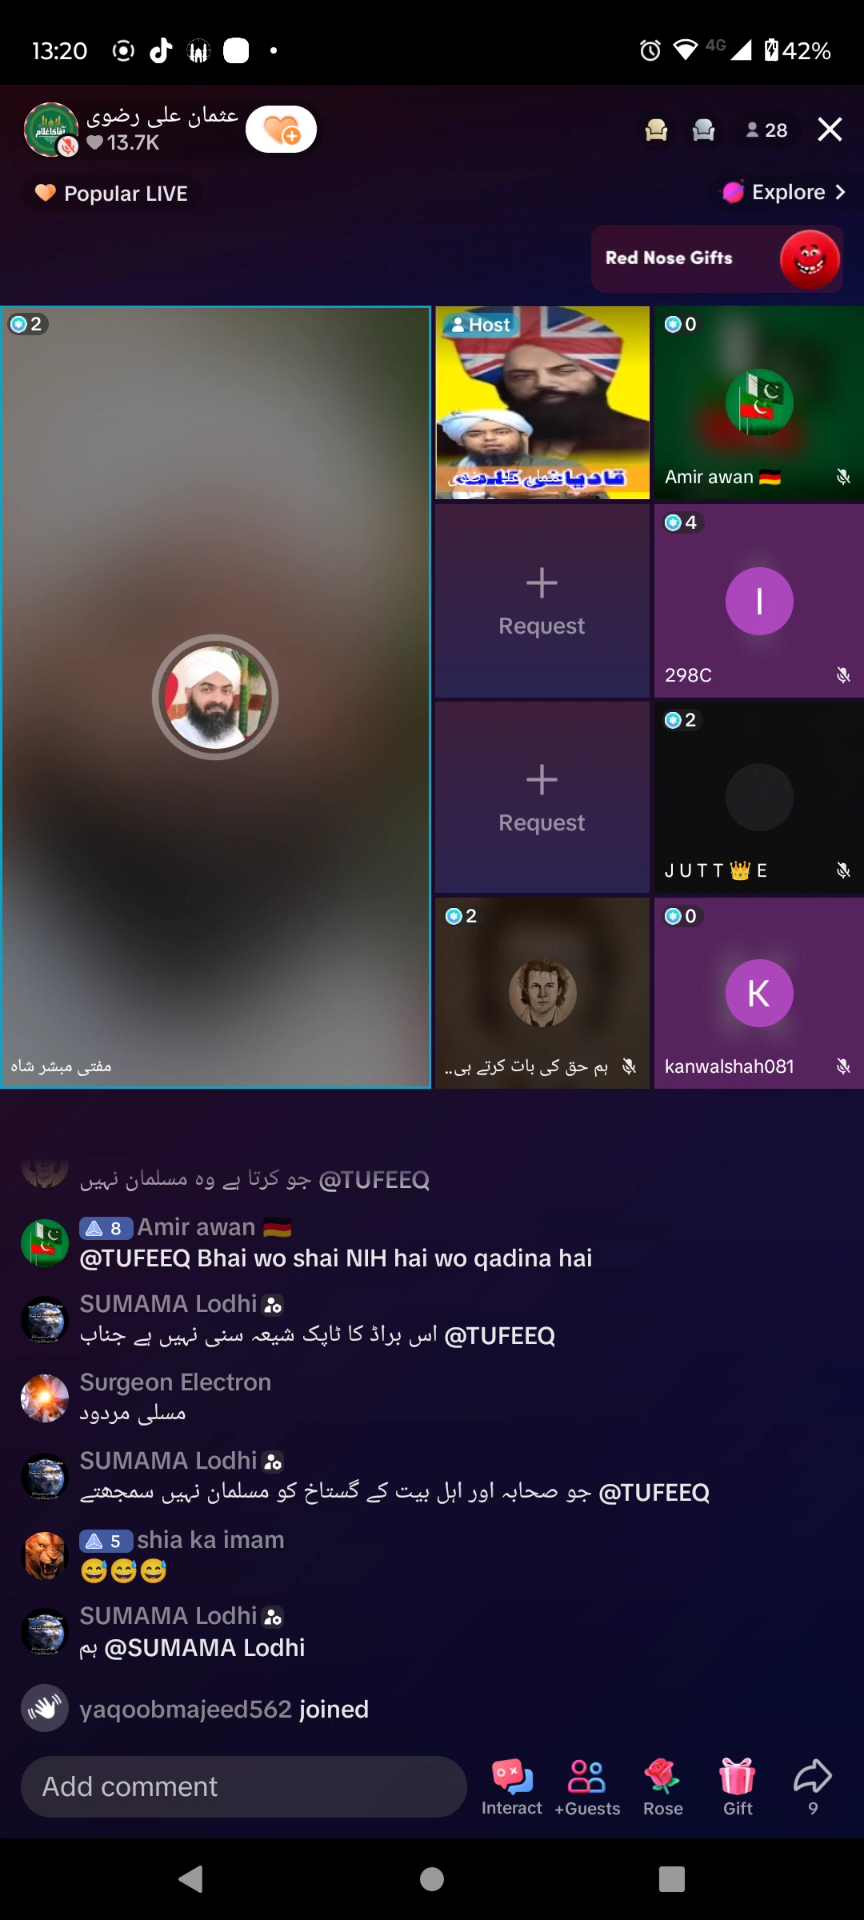 13:20
4G
42%
عثمان علی رضوی
13.7K
28
Popular LIVE
Explore
Red Nose Gifts
2
Host
عثمان علی رضوی
0
Amir awan 🇩🇪
Request
4
I
298C
Request
2
J U T T 👑 E
2
ہم حق کی بات کرتے ہی..
0
K
kanwalshah081
مفتی مبشر شاہ
@TUFEEQ جو کرتا ہے وہ مسلمان نہیں
8 Amir awan 🇩🇪
@TUFEEQ Bhai wo shai NIH hai wo qadina hai
SUMAMA Lodhi
@TUFEEQ اس براڈ کا ٹاپک شیعہ سنی نہیں ہے جناب
Surgeon Electron
مسلی مردود
SUMAMA Lodhi
@TUFEEQ جو صحابہ اور اہل بیت کے گستاخ کو مسلمان نہیں سمجھتے
5 shia ka imam
😅😅😅
SUMAMA Lodhi
@SUMAMA Lodhi ہم
yaqoobmajeed562 joined
Add comment
Interact
+Guests
Rose
Gift
9